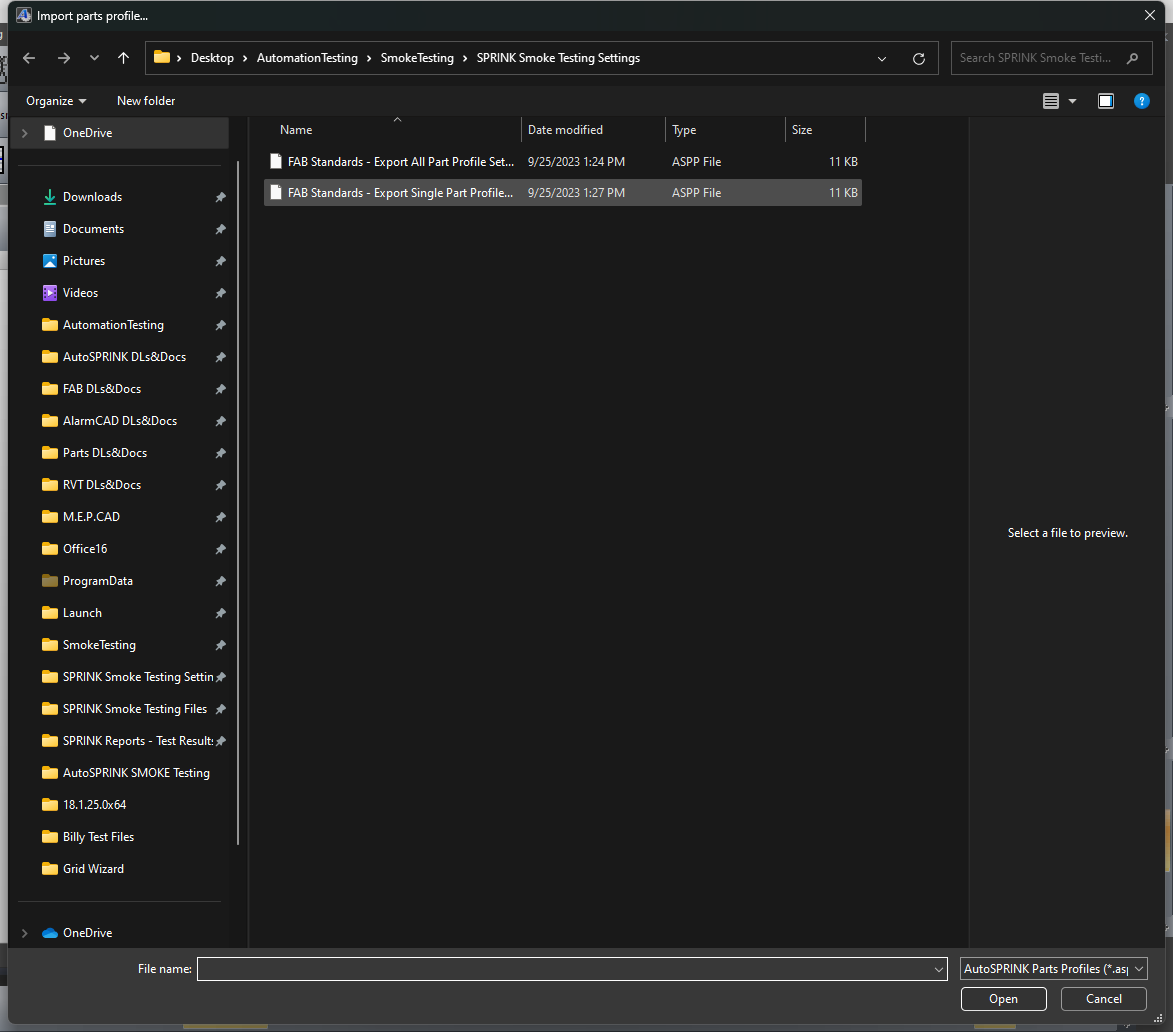 Import parts profile...
Desktop > AutomationTesting > SmokeTesting > SPRINK Smoke Testing Settings
Search SPRINK Smoke Testi...
Organize
New folder
?
OneDrive
Name
Date modified
Type
Size
FAB Standards - Export All Part Profile Set... 9/25/2023 1:24 PM ASPP File 11 KB
FAB Standards - Export Single Part Profile... 9/25/2023 1:27 PM ASPP File 11 KB
Downloads
Documents
Pictures
Videos
AutomationTesting
AutoSPRINK DLs&Docs
FAB DLs&Docs
AlarmCAD DLs&Docs
Parts DLs&Docs
RVT DLs&Docs
M.E.P.CAD
Office16
ProgramData
Launch
SmokeTesting
SPRINK Smoke Testing Settin
SPRINK Smoke Testing Files
SPRINK Reports - Test Results
AutoSPRINK SMOKE Testing
18.1.25.0x64
Billy Test Files
Grid Wizard
OneDrive
Select a file to preview.
File name:
AutoSPRINK Parts Profiles (*.asp
Open
Cancel